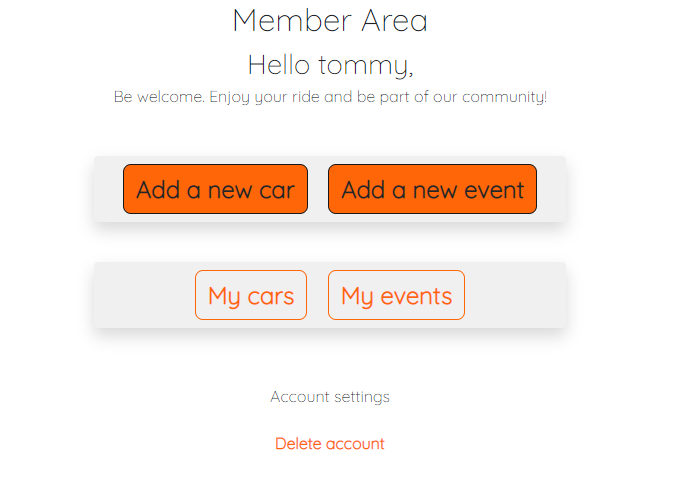 Member Area
Hello tommy,
Be welcome. Enjoy your ride and be part of our community!
Add a new car Add a new event
My cars My events
Account settings
Delete account